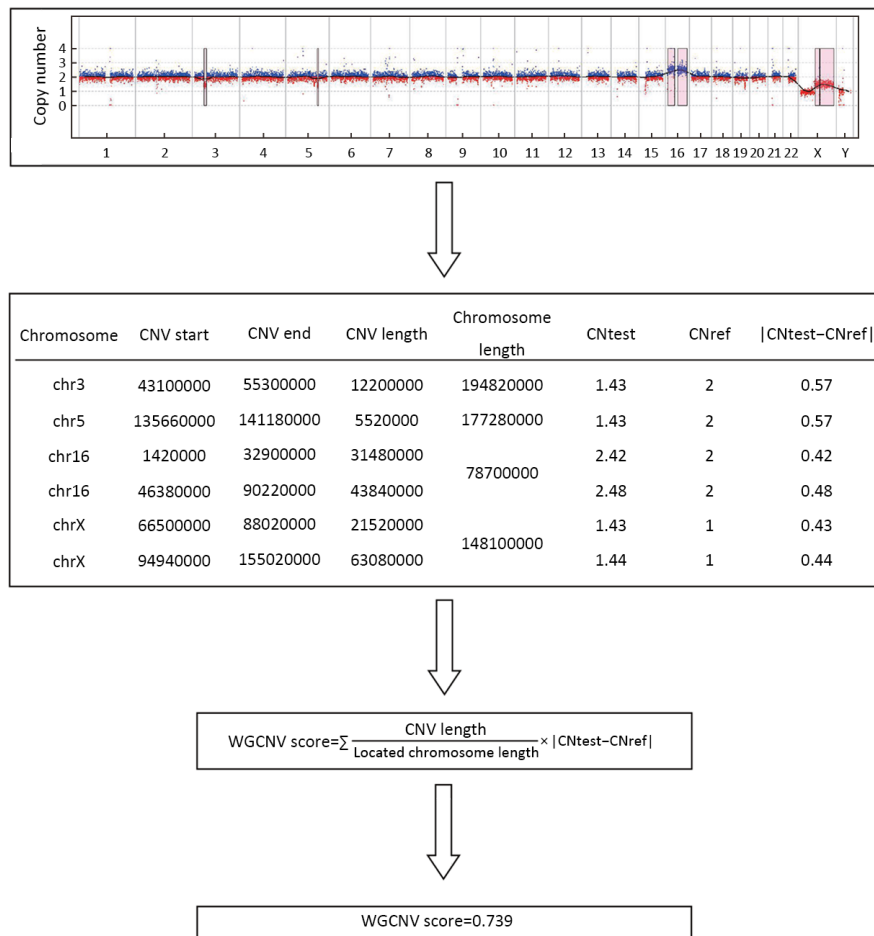 Copy number
4
3
2
1
0
1 2 3 4 5 6 7 8 9 10 11 12 13 14 15 16 17 18 19 20 21 22 X Y
Chromosome CNV start CNV end CNV length Chromosome length CNtest CNref |CNtest−CNref|
chr3 43100000 55300000 12200000 194820000 1.43 2 0.57
chr5 135660000 141180000 5520000 177280000 1.43 2 0.57
chr16 1420000 32900000 31480000 2.42 2 0.42
78700000
chr16 46380000 90220000 43840000 2.48 2 0.48
chrX 66500000 88020000 21520000 1.43 1 0.43
148100000
chrX 94940000 155020000 63080000 1.44 1 0.44
WGCNV score=∑ CNV length / Located chromosome length × |CNtest−CNref|
WGCNV score=0.739